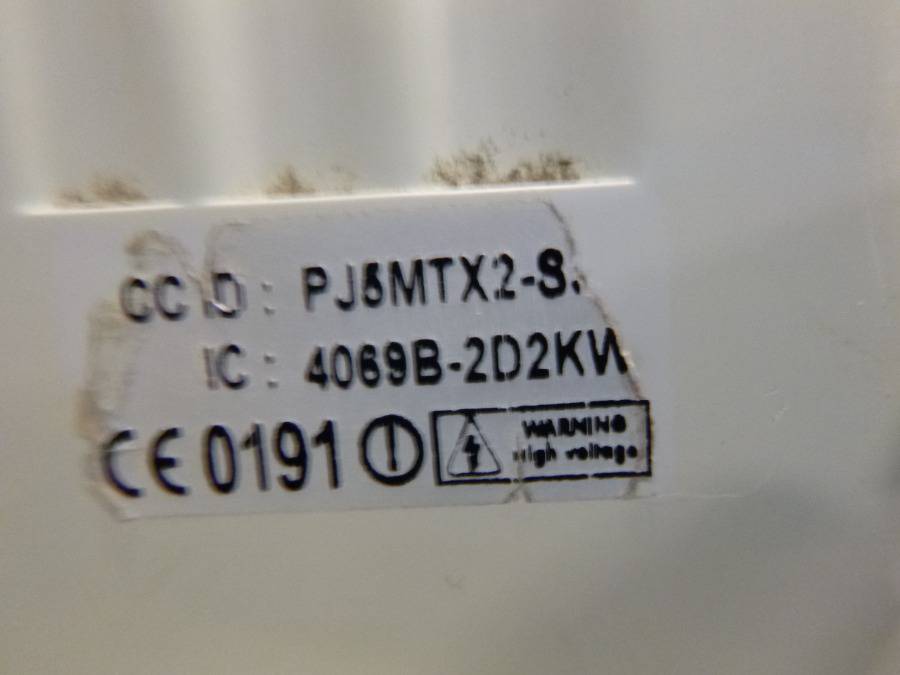 CC ID : PJ5MTX2-S
IC : 4069B-2D2KW
CE 0191
WARNING
High voltage